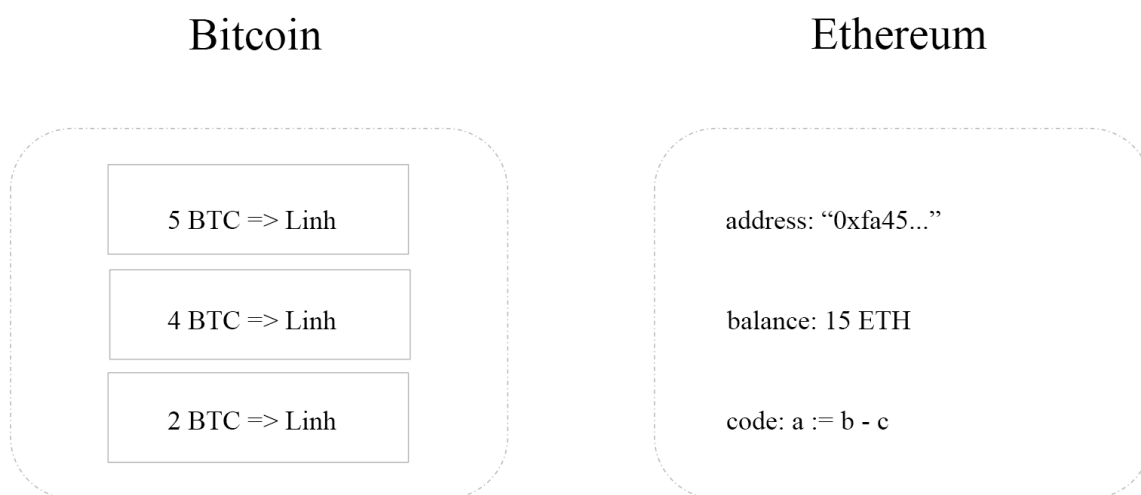 Bitcoin
5 BTC => Linh
4 BTC => Linh
2 BTC => Linh
Ethereum
address: “0xfa45...”
balance: 15 ETH
code: a := b - c